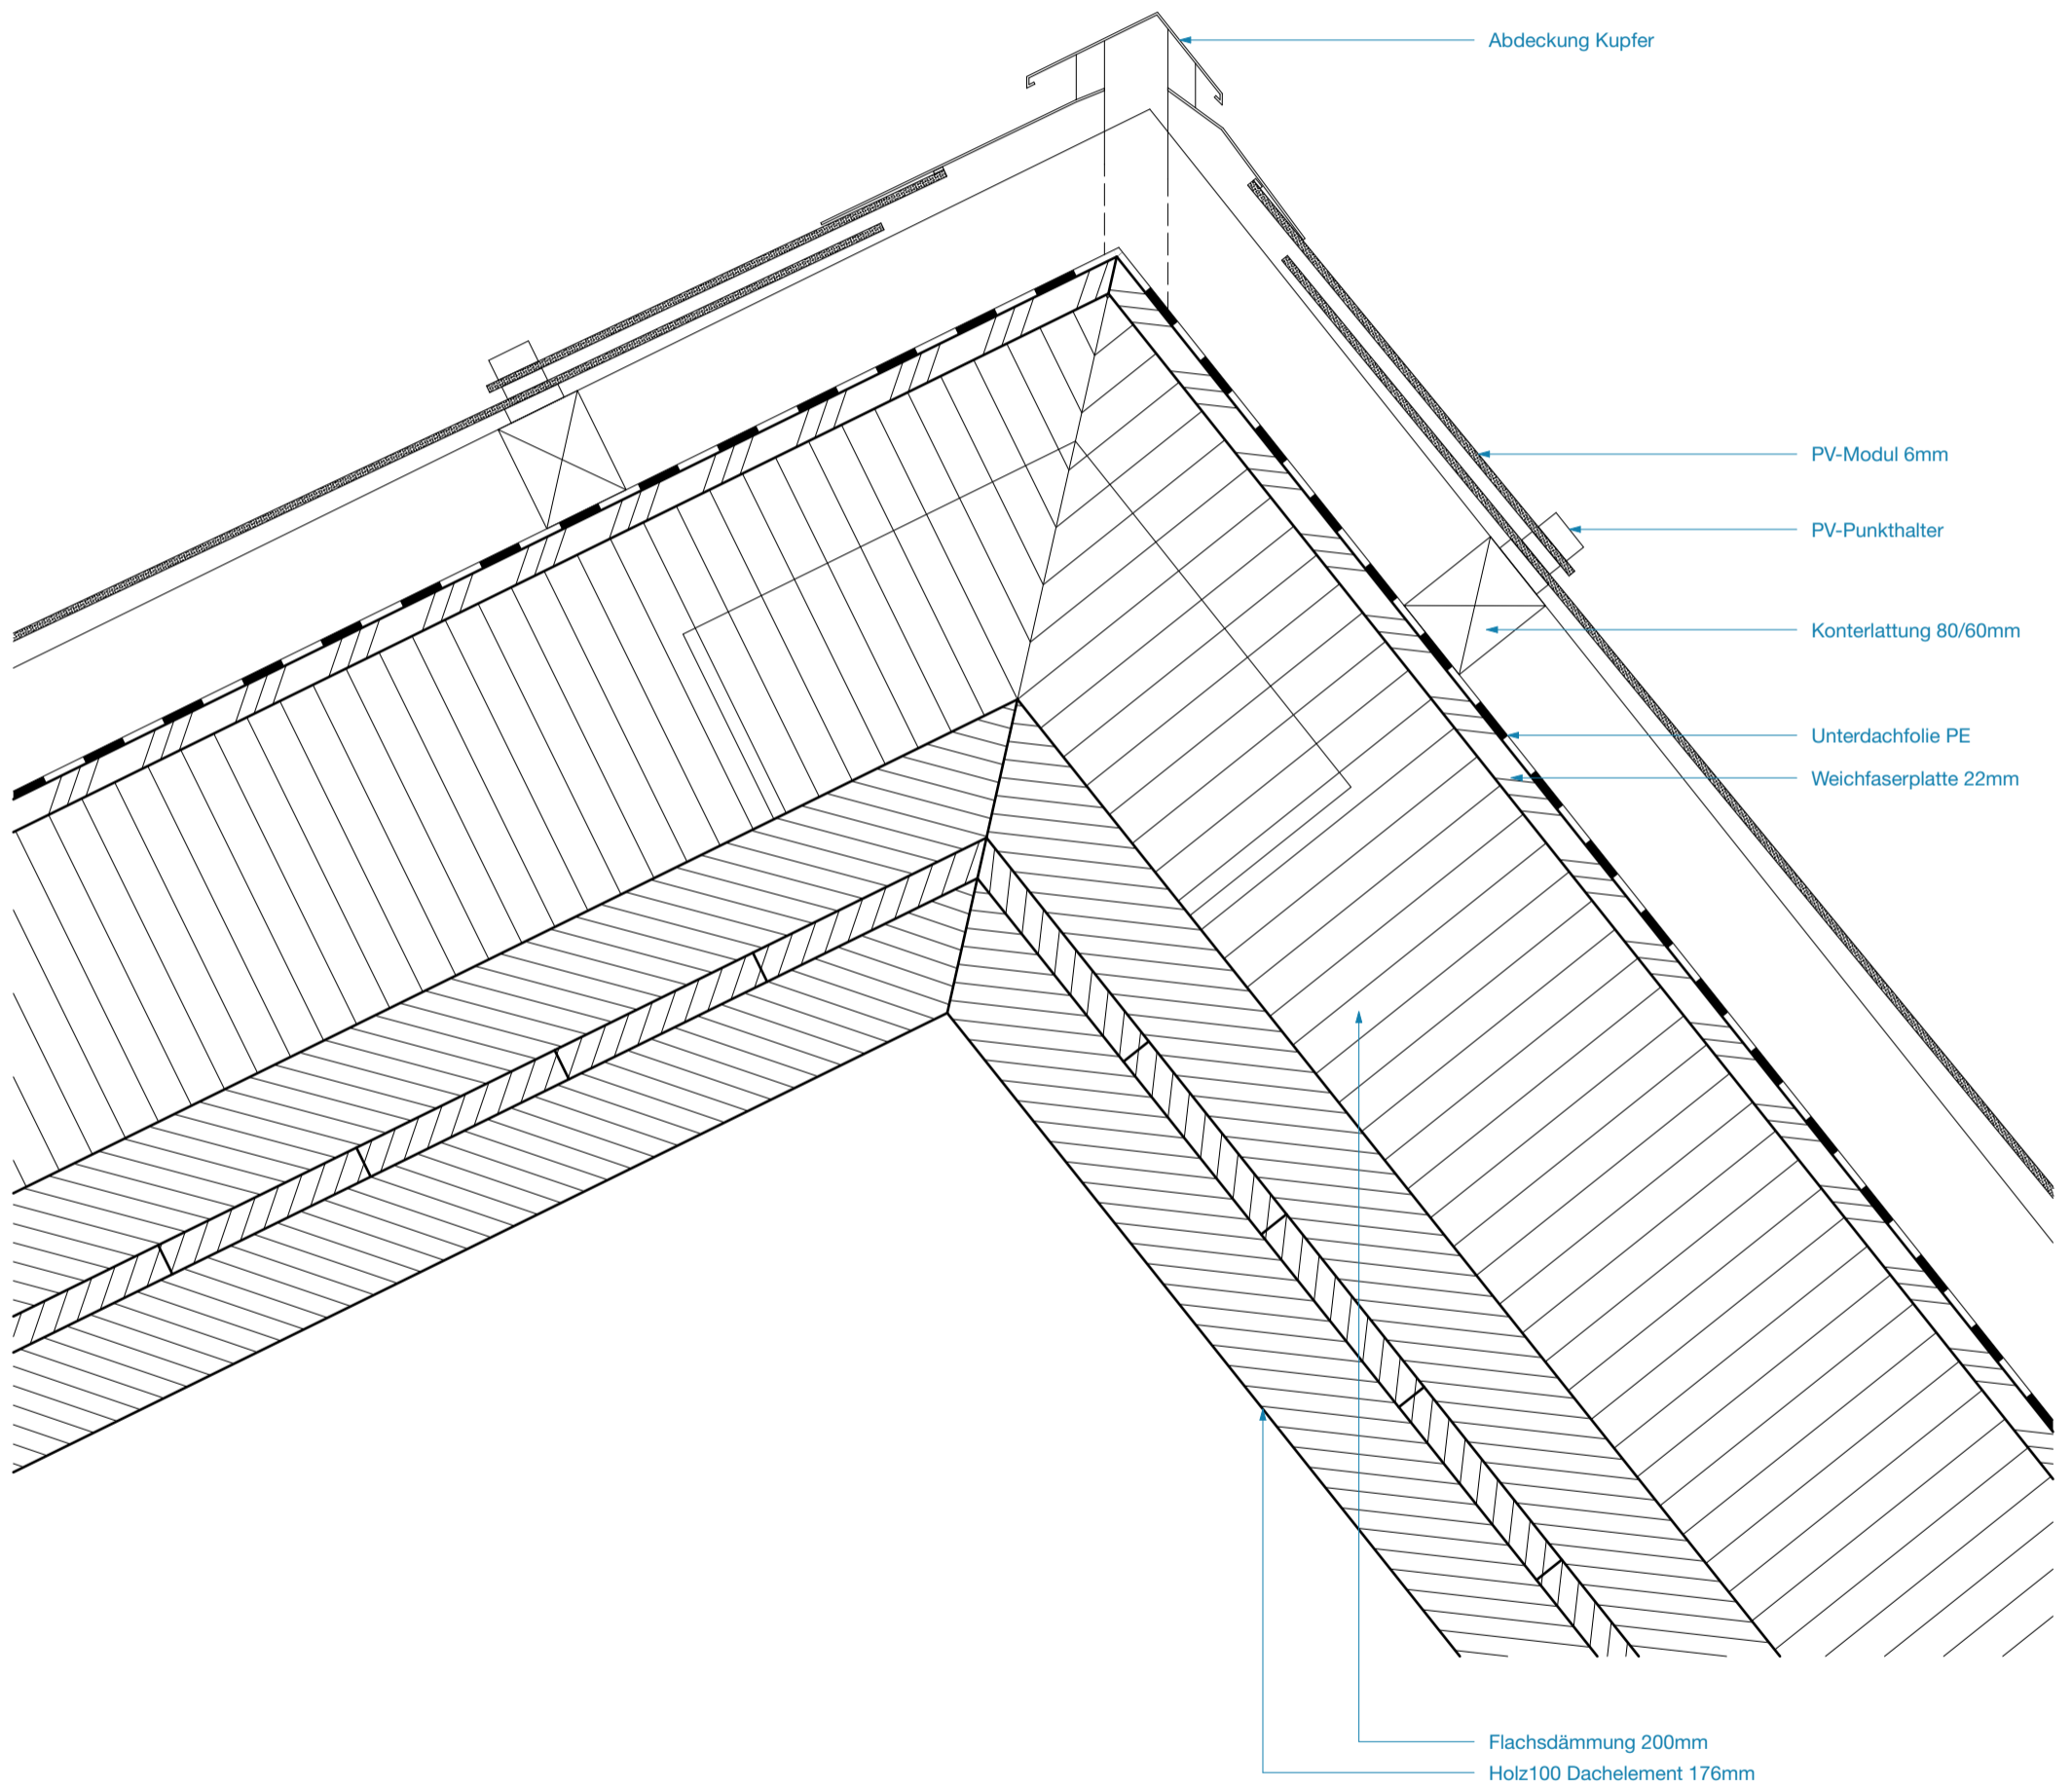 Abdeckung Kupfer
PV-Modul 6mm
PV-Punkthalter
Konterlattung 80/60mm
Unterdachfolie PE
Weichfaserplatte 22mm
Flachsdämmung 200mm
Holz100 Dachelement 176mm